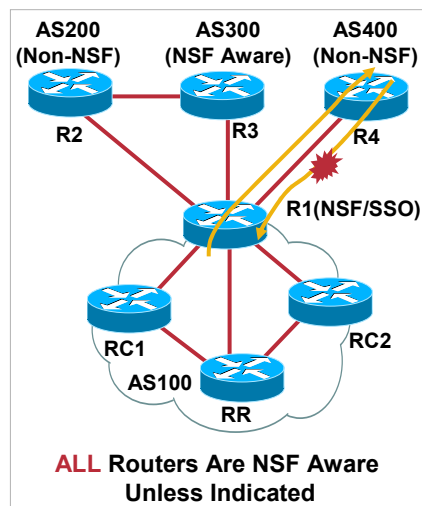 AS200
(Non-NSF)
AS300
(NSF Aware)
AS400
(Non-NSF)
R2
R3
R4
R1(NSF/SSO)
RC1
RC2
AS100
RR
ALL Routers Are NSF Aware
Unless Indicated